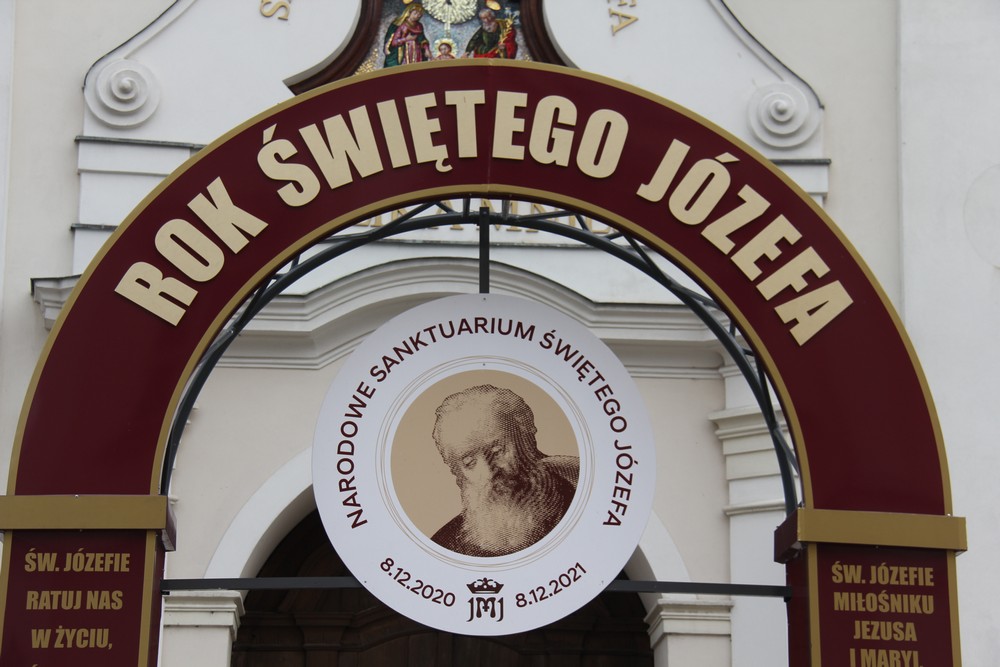 ROK ŚWIĘTEGO JÓZEFA
NARODOWE SANKTUARIUM ŚWIĘTEGO JÓZEFA
8.12.2020 JMJ 8.12.2021
ŚW. JÓZEFIE
RATUJ NAS
W ŻYCIU,
ŚW. JÓZEFIE
MIŁOŚNIKU
JEZUSA
I MARYI